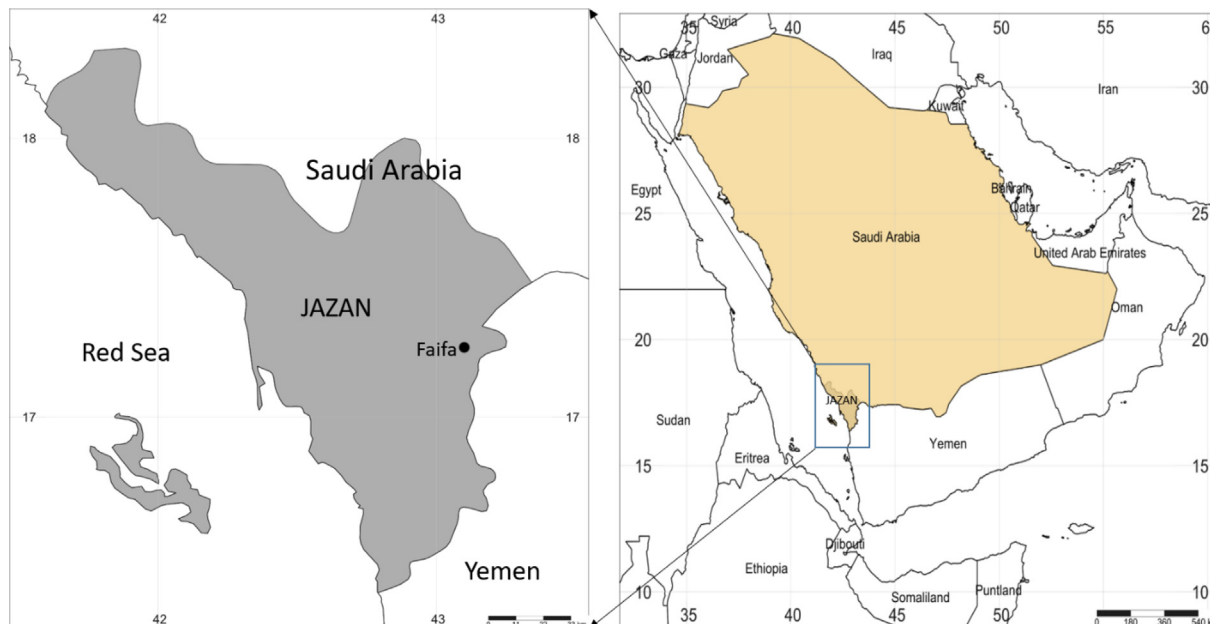 42 43
18 18
Saudi Arabia
JAZAN
Red Sea
Faifa
17 17
Yemen
42 43
35 40 45 50 55 60
Syria
Gaza
Jordan
Iraq
Iran
30 30
Kuwait
Egypt
Bahrain
Qatar
25 25
Saudi Arabia
United Arab Emirates
Oman
20 20
JAZAN
Sudan
Yemen
Eritrea
15 15
Djibouti
Ethiopia
Somaliland
Puntland
10 10
35 40 45 50 55
0 180 360 540